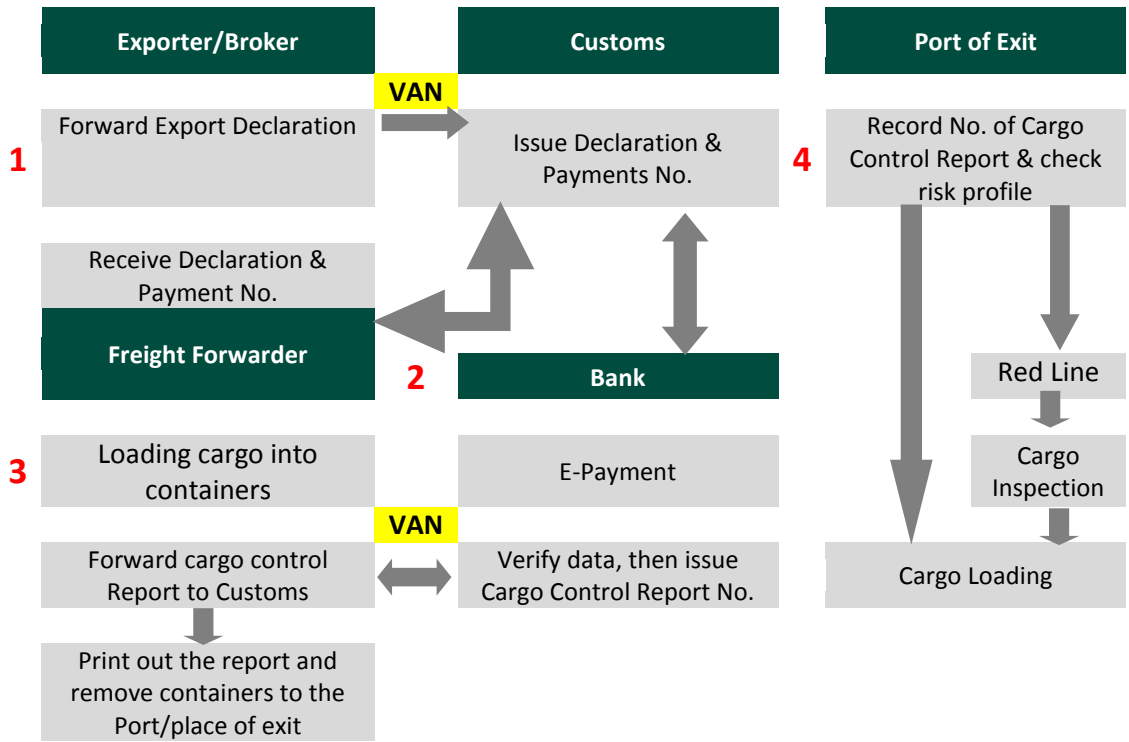 Exporter/Broker
Customs
Port of Exit
VAN
1
Forward Export Declaration
Issue Declaration &
Payments No.
4
Record No. of Cargo
Control Report & check
risk profile
Receive Declaration &
Payment No.
Freight Forwarder
2
Bank
Red Line
3
Loading cargo into
containers
E-Payment
Cargo
Inspection
VAN
Forward cargo control
Report to Customs
Verify data, then issue
Cargo Control Report No.
Cargo Loading
Print out the report and
remove containers to the
Port/place of exit